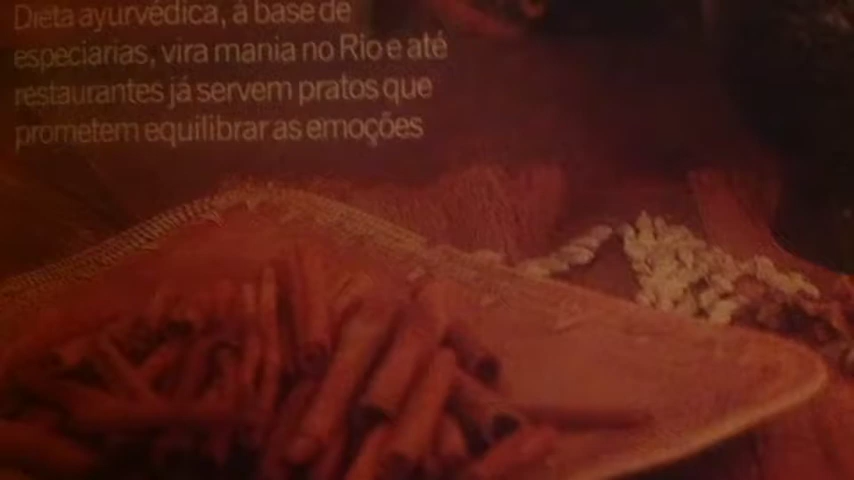 Dieta ayurvédica, à base de
especiarias, vira mania no Rio e até
restaurantes já servem pratos que
prometem equilibrar as emoções